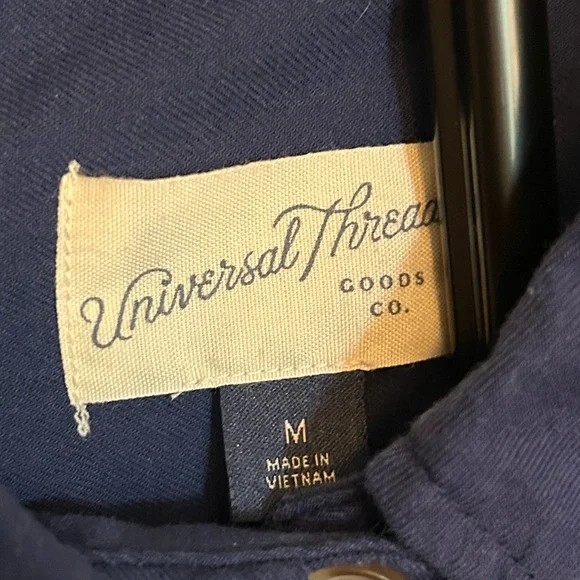 Universal Thread
GOODS
CO.
M
MADE IN
VIETNAM